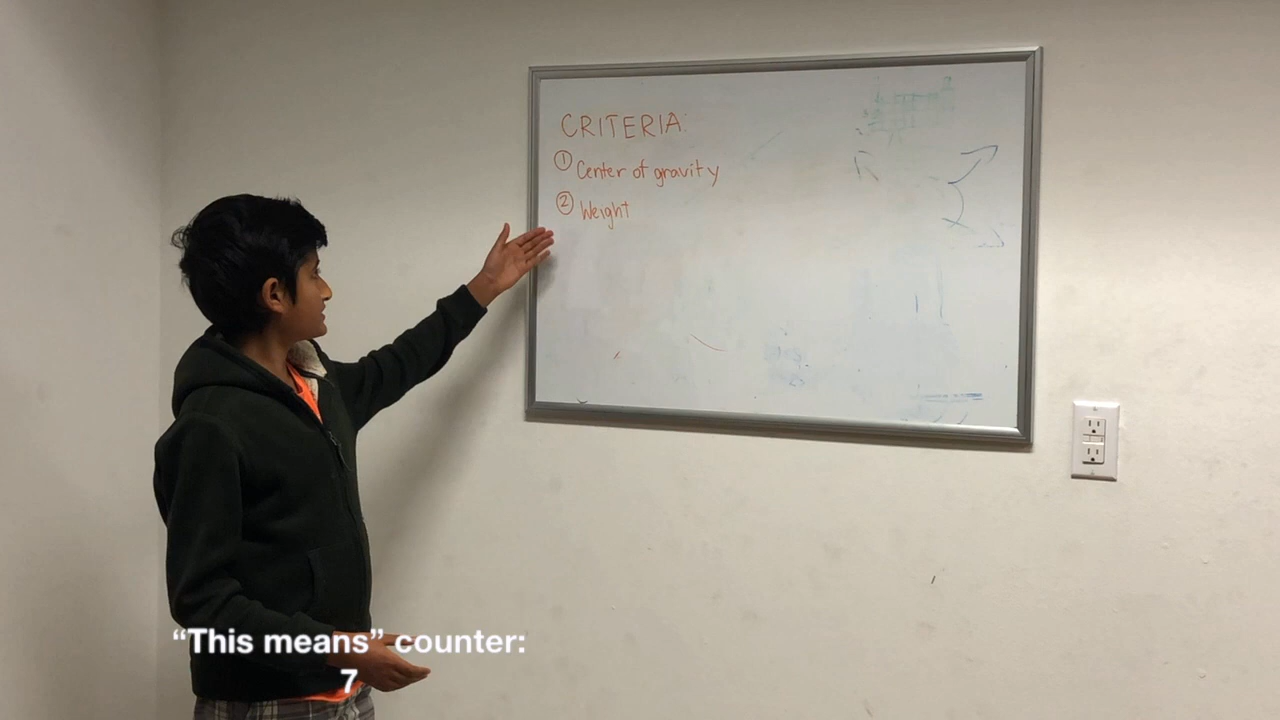 CRITERIA:
① Center of gravity
② Weight
“This means” counter:
7